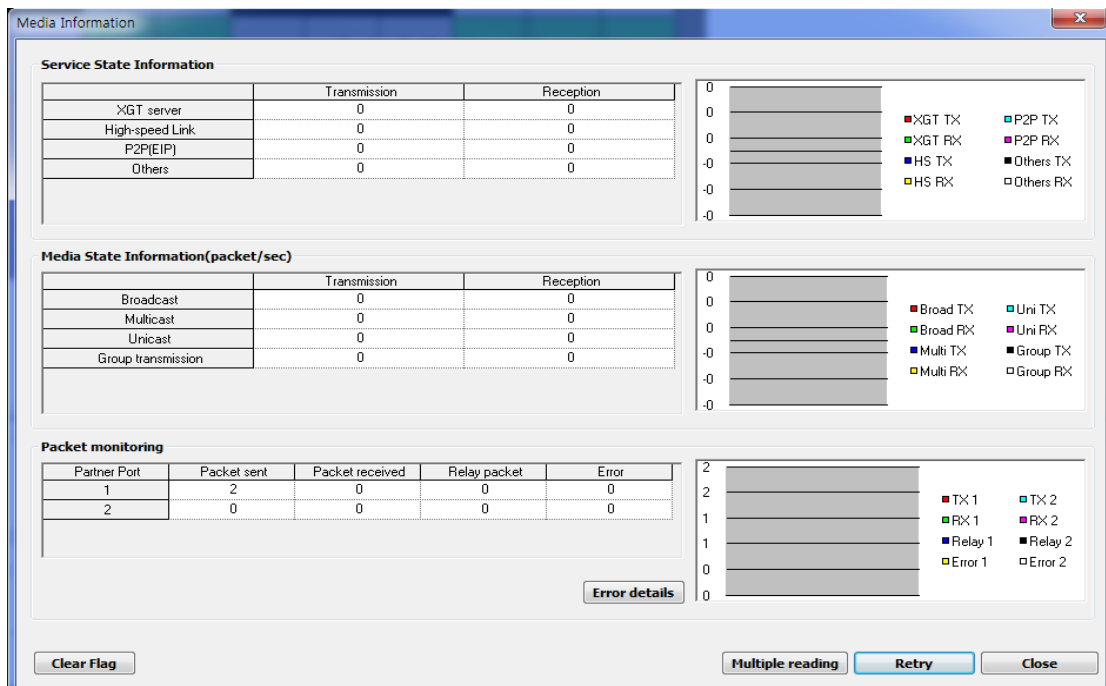 Media Information
Service State Information
Transmission Reception
XGT server 0 0
High-speed Link 0 0
P2P(EIP) 0 0
Others 0 0
0
0
0
-0
-0
-0
XGT TX P2P TX
XGT RX P2P RX
HS TX Others TX
HS RX Others RX
Media State Information(packet/sec)
Transmission Reception
Broadcast 0 0
Multicast 0 0
Unicast 0 0
Group transmission 0 0
0
0
0
-0
-0
-0
Broad TX Uni TX
Broad RX Uni RX
Multi TX Group TX
Multi RX Group RX
Packet monitoring
Partner Port Packet sent Packet received Relay packet Error
1 2 0 0 0
2 0 0 0 0
2
2
1
1
0
0
TX 1 TX 2
RX 1 RX 2
Relay 1 Relay 2
Error 1 Error 2
Error details
Clear Flag Multiple reading Retry Close